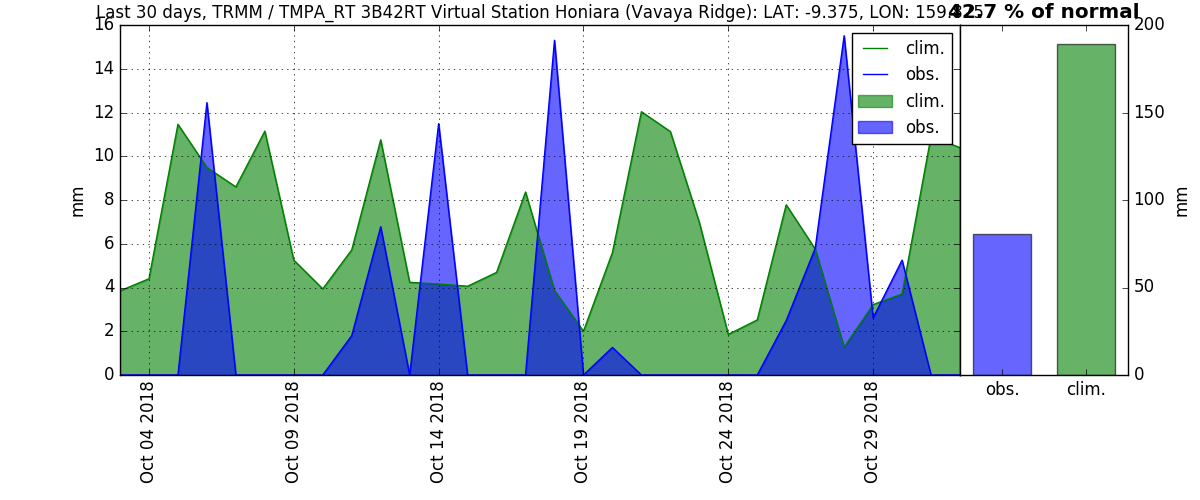 Last 30 days, TRMM / TMPA_RT 3B42RT Virtual Station Honiara (Vavaya Ridge): LAT: -9.375, LON:
42.7 % of normal
16
14
12
10
8
6
4
2
0
mm
clim.
obs.
clim.
obs.
200
150
100
50
0
mm
obs.
clim.
Oct 04 2018
Oct 09 2018
Oct 14 2018
Oct 19 2018
Oct 24 2018
Oct 29 2018